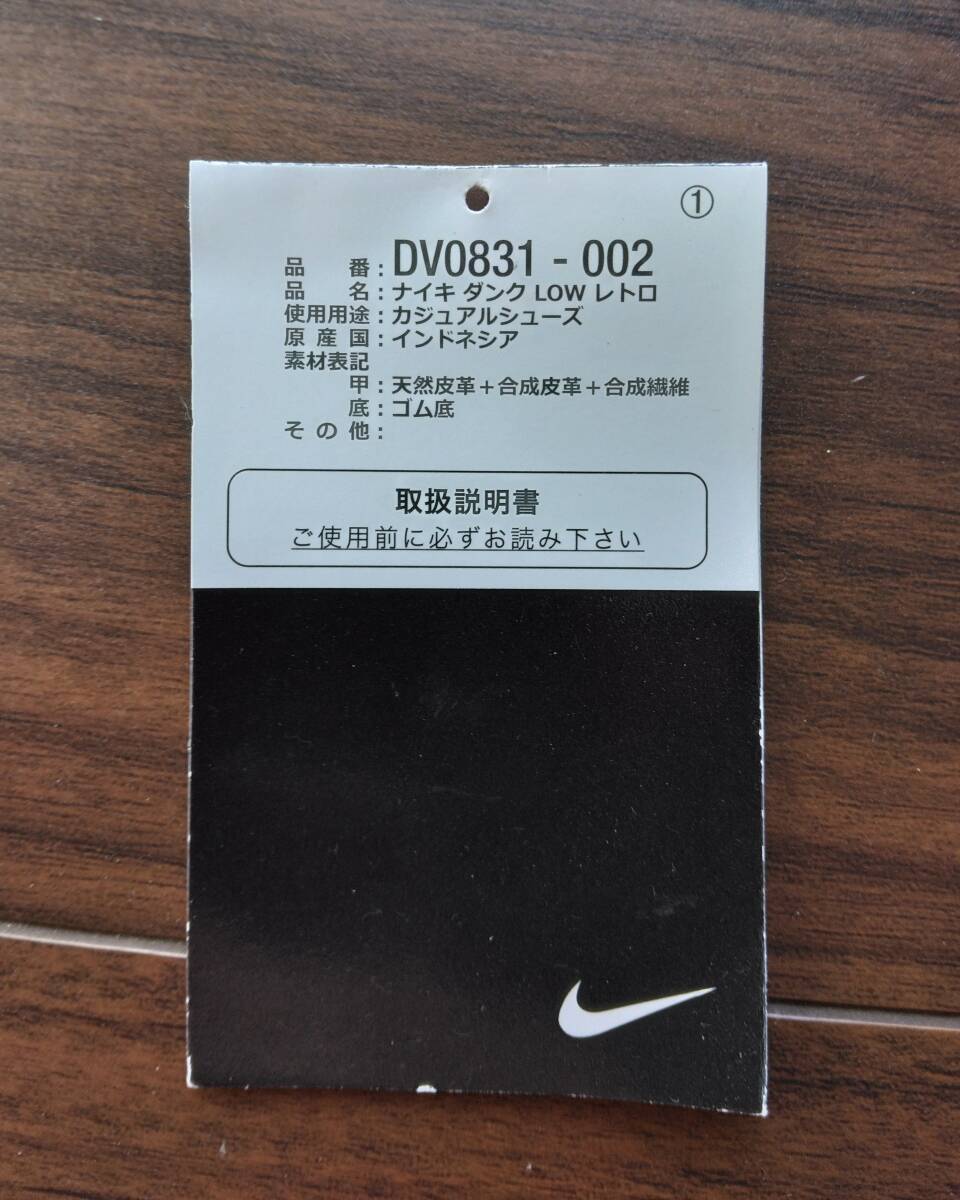 ①
品番：DV0831 - 002
品名：ナイキ ダンク LOW レトロ
使用用途：カジュアルシューズ
原産国：インドネシア
素材表記
甲：天然皮革＋合成皮革＋合成繊維
底：ゴム底
その他：
取扱説明書
ご使用前に必ずお読み下さい